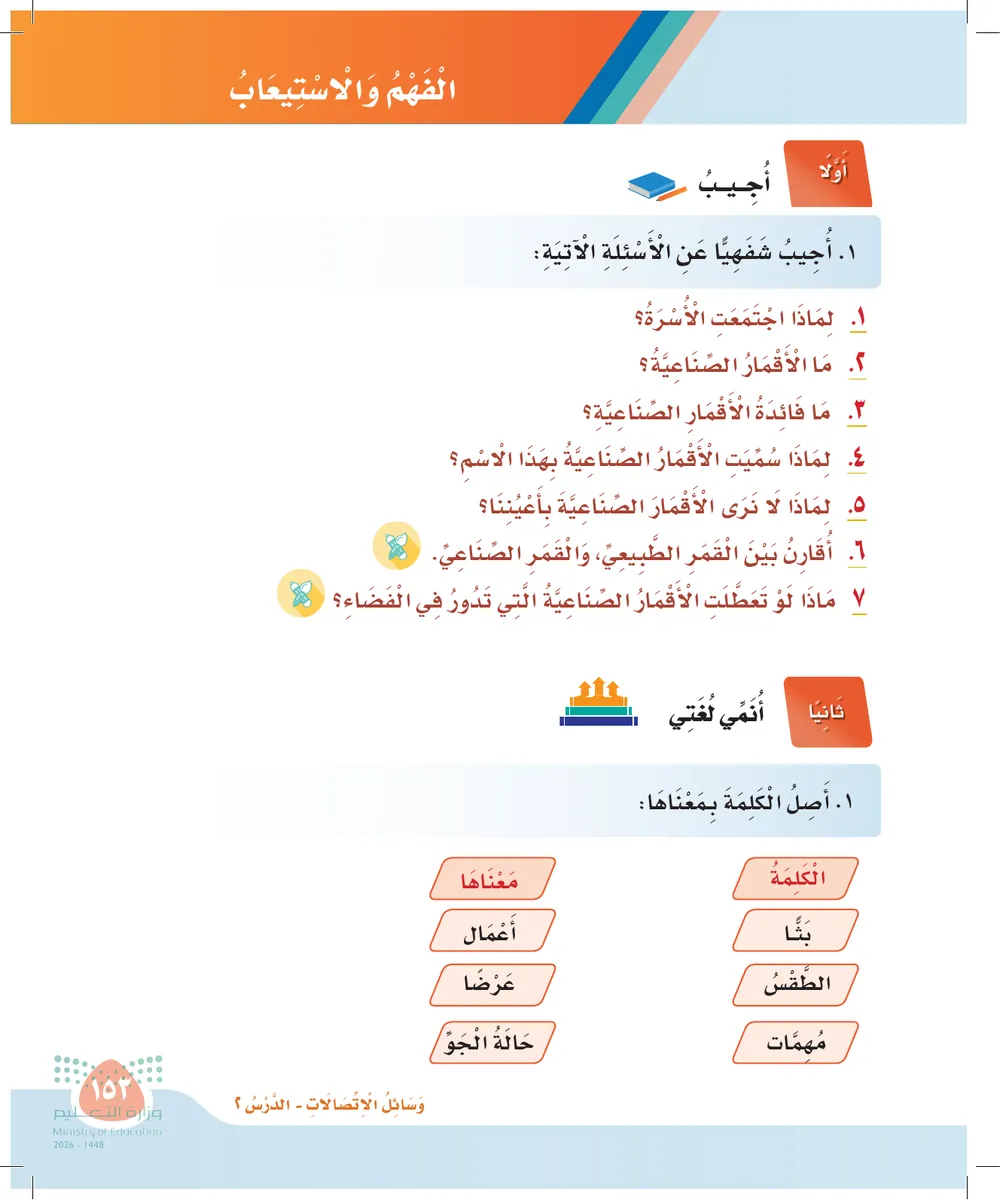 الْفَهْمُ وَالْاسْتِيعَابُ
أَوَّلًا
أُجِـيـبُ
١. أُجِيبُ شَفَهِيًّا عَنِ الْأَسْئِلَةِ الْآتِيَةِ:
١. لِمَاذَا اجْتَمَعَتِ الْأُسْرَةُ؟
٢. مَا الْأَقْمَارُ الصِّنَاعِيَّةُ؟
٣. مَا فَائِدَةُ الْأَقْمَارِ الصِّنَاعِيَّةِ؟
٤. لِمَاذَا سُمِّيَتِ الْأَقْمَارُ الصِّنَاعِيَّةُ بِهَذَا الْاسْمِ؟
٥. لِمَاذَا لَا نَرَى الْأَقْمَارَ الصِّنَاعِيَّةَ بِأَعْيُنِنَا؟
٦. أُقَارِنُ بَيْنَ الْقَمَرِ الطَّبِيعِيِّ، وَالْقَمَرِ الصِّنَاعِيِّ.
٧ مَاذَا لَوْ تَعَطَّلَتِ الْأَقْمَارُ الصِّنَاعِيَّةُ الَّتِي تَدُورُ فِي الْفَضَاءِ؟
ثَانِيًا
أُنَمِّي لُغَتِي
١. أَصِلُ الْكَلِمَةَ بِمَعْنَاهَا:
الْكَلِمَةُ مَعْنَاهَا
بَثًّا أَعْمَال
الطَّقْسُ عَرْضًا
مُهِمَّات حَالَةُ الْجَوِّ
وَسَائِلُ الْاِتِّصَالَاتِ - الدَّرْسُ ٢
١٥٣
وزارة التعـليم
Ministry of Education
2026 - 1448